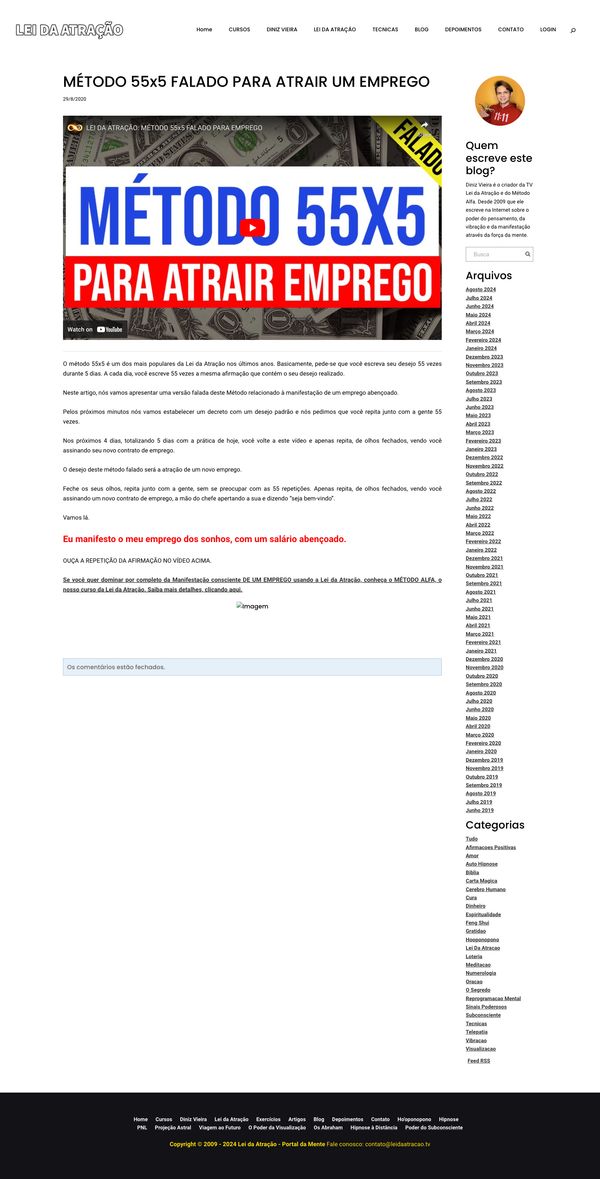 LEI DA ATRAÇÃO
Home CURSOS DINIZ VIEIRA LEI DA ATRAÇÃO TECNICAS BLOG DEPOIMENTOS CONTATO LOGIN
MÉTODO 55x5 FALADO PARA ATRAIR UM EMPREGO
29/8/2020
LEI DA ATRAÇÃO: MÉTODO 55x5 FALADO PARA EMPREGO
FALADO
MÉTODO 55X5
PARA ATRAIR EMPREGO
Watch on YouTube
O método 55x5 é um dos mais populares da Lei da Atração nos últimos anos. Basicamente, pede-se que você escreva seu desejo 55 vezes
durante 5 dias. A cada dia, você escreve 55 vezes a mesma afirmação que contém o seu desejo realizado.
Neste artigo, nós vamos apresentar uma versão falada deste Método relacionado à manifestação de um emprego abençoado.
Pelos próximos minutos nós vamos estabelecer um decreto com um desejo padrão e nós pedimos que você repita junto com a gente 55
vezes.
Nos próximos 4 dias, totalizando 5 dias com a prática de hoje, você volte a este vídeo e apenas repita, de olhos fechados, vendo você
assinando seu novo contrato de emprego.
O desejo deste método falado será a atração de um novo emprego.
Feche os seus olhos, repita junto com a gente, sem se preocupar com as 55 repetições. Apenas repita, de olhos fechados, vendo você
assinando um novo contrato de emprego, a mão do chefe apertando a sua e dizendo "seja bem-vindo".
Vamos lá.
Eu manifesto o meu emprego dos sonhos, com um salário abençoado.
OUÇA A REPETIÇÃO DA AFIRMAÇÃO NO VÍDEO ACIMA.
Se você quer dominar por completo da Manifestação consciente DE UM EMPREGO usando a Lei da Atração, conheça o MÉTODO ALFA, o
nosso curso da Lei da Atração. Saiba mais detalhes, clicando aqui.
Imagem
Os comentários estão fechados.
11:11
Quem
escreve este
blog?
Diniz Vieira é o criador da TV
Lei da Atração e do Método
Alfa. Desde 2009 que ele
escreve na Internet sobre o
poder do pensamento, da
vibração e da manifestação
através da força da mente.
Busca
Arquivos
Agosto 2024
Julho 2024
Junho 2024
Maio 2024
Abril 2024
Março 2024
Fevereiro 2024
Janeiro 2024
Dezembro 2023
Novembro 2023
Outubro 2023
Setembro 2023
Agosto 2023
Julho 2023
Junho 2023
Maio 2023
Abril 2023
Março 2023
Fevereiro 2023
Janeiro 2023
Dezembro 2022
Novembro 2022
Outubro 2022
Setembro 2022
Agosto 2022
Julho 2022
Junho 2022
Maio 2022
Abril 2022
Março 2022
Fevereiro 2022
Janeiro 2022
Dezembro 2021
Novembro 2021
Outubro 2021
Setembro 2021
Agosto 2021
Julho 2021
Junho 2021
Maio 2021
Abril 2021
Março 2021
Fevereiro 2021
Janeiro 2021
Dezembro 2020
Novembro 2020
Outubro 2020
Setembro 2020
Agosto 2020
Julho 2020
Junho 2020
Maio 2020
Abril 2020
Março 2020
Fevereiro 2020
Janeiro 2020
Dezembro 2019
Novembro 2019
Outubro 2019
Setembro 2019
Agosto 2019
Julho 2019
Junho 2019
Categorias
Tudo
Afirmacoes Positivas
Amor
Auto Hipnose
Biblia
Carta Magica
Cerebro Humano
Cura
Dinheiro
Espiritualidade
Feng Shui
Gratidao
Hooponopono
Lei Da Atracao
Loteria
Meditacao
Numerologia
Oracao
O Segredo
Reprogramacao Mental
Sinais Poderosos
Subconsciente
Tecnicas
Telepatia
Vibracao
Visualizacao
Feed RSS
Home Cursos Diniz Vieira Lei da Atração Exercícios Artigos Blog Depoimentos Contato Ho'oponopono Hipnose
PNL Projeção Astral Viagem ao Futuro O Poder da Visualização Os Abraham Hipnose à Distância Poder do Subconsciente
Copyright © 2009 - 2024 Lei da Atração - Portal da Mente Fale conosco: contato@leidaatracao.tv